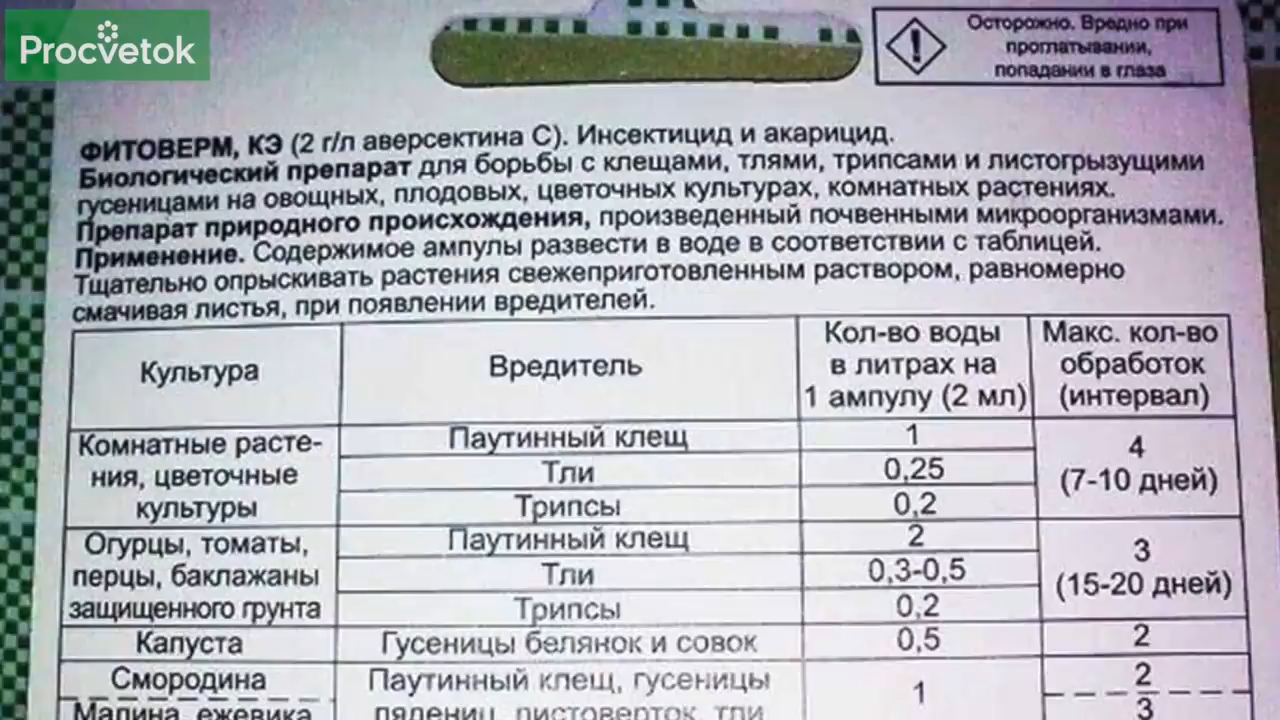 Procvetok
Осторожно. Вредно при
проглатывании,
попадании в глаза
ФИТОВЕРМ, КЭ (2 г/л аверсектина С). Инсектицид и акарицид.
Биологический препарат для борьбы с клещами, тлями, трипсами и листогрызущими
гусеницами на овощных, плодовых, цветочных культурах, комнатных растениях.
Препарат природного происхождения, произведенный почвенными микроорганизмами.
Применение. Содержимое ампулы развести в воде в соответствии с таблицей.
Тщательно опрыскивать растения свежеприготовленным раствором, равномерно
смачивая листья, при появлении вредителей.
Культура
Вредитель
Кол-во воды
в литрах на
1 ампулу (2 мл)
Макс. кол-во
обработок
(интервал)
Комнатные расте-
ния, цветочные
культуры
Паутинный клещ
1
Тли
0,25
Трипсы
0,2
4
(7-10 дней)
Огурцы, томаты,
перцы, баклажаны
защищенного грунта
Паутинный клещ
2
Тли
0,3-0,5
Трипсы
0,2
3
(15-20 дней)
Капуста
Гусеницы белянок и совок
0,5
2
Смородина
Малина, ежевика
Паутинный клещ, гусеницы
пядениц, листоверток, тли
1
2
3